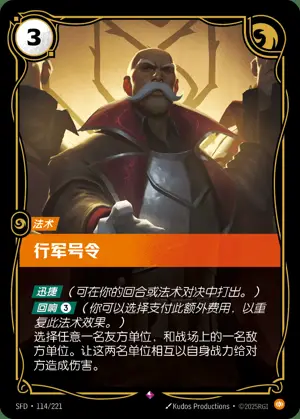 3
法术
行军号令
迅捷 (可在你的回合或法术对决中打出。)
回响 3 (你可以选择支付此额外费用,以重
复此法术效果。)
选择任意一名友方单位,和战场上的一名敌
方单位。让这两名单位相互以自身战力给对
方造成伤害。
SFD • 114/221
Kudos Productions • ©2025RGI